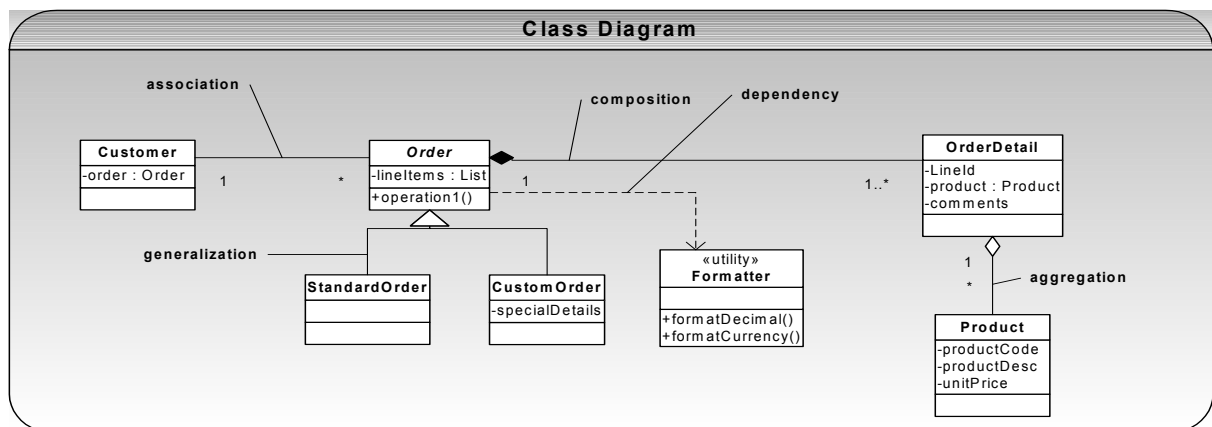 Class Diagram
association
composition
dependency
Customer
-order : Order
1
*
Order
-lineItems : List
+operation1()
1
1..*
OrderDetail
-LineId
-product : Product
-comments
generalization
StandardOrder
CustomOrder
-specialDetails
«utility»
Formatter
+formatDecimal()
+formatCurrency()
1
*
aggregation
Product
-productCode
-productDesc
-unitPrice